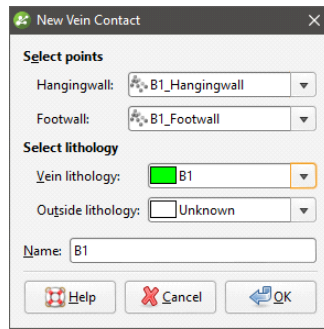 New Vein Contact
Select points
Hangingwall: B1_Hangingwall
Footwall: B1_Footwall
Select lithology
Vein lithology: B1
Outside lithology: Unknown
Name: B1
Help Cancel OK